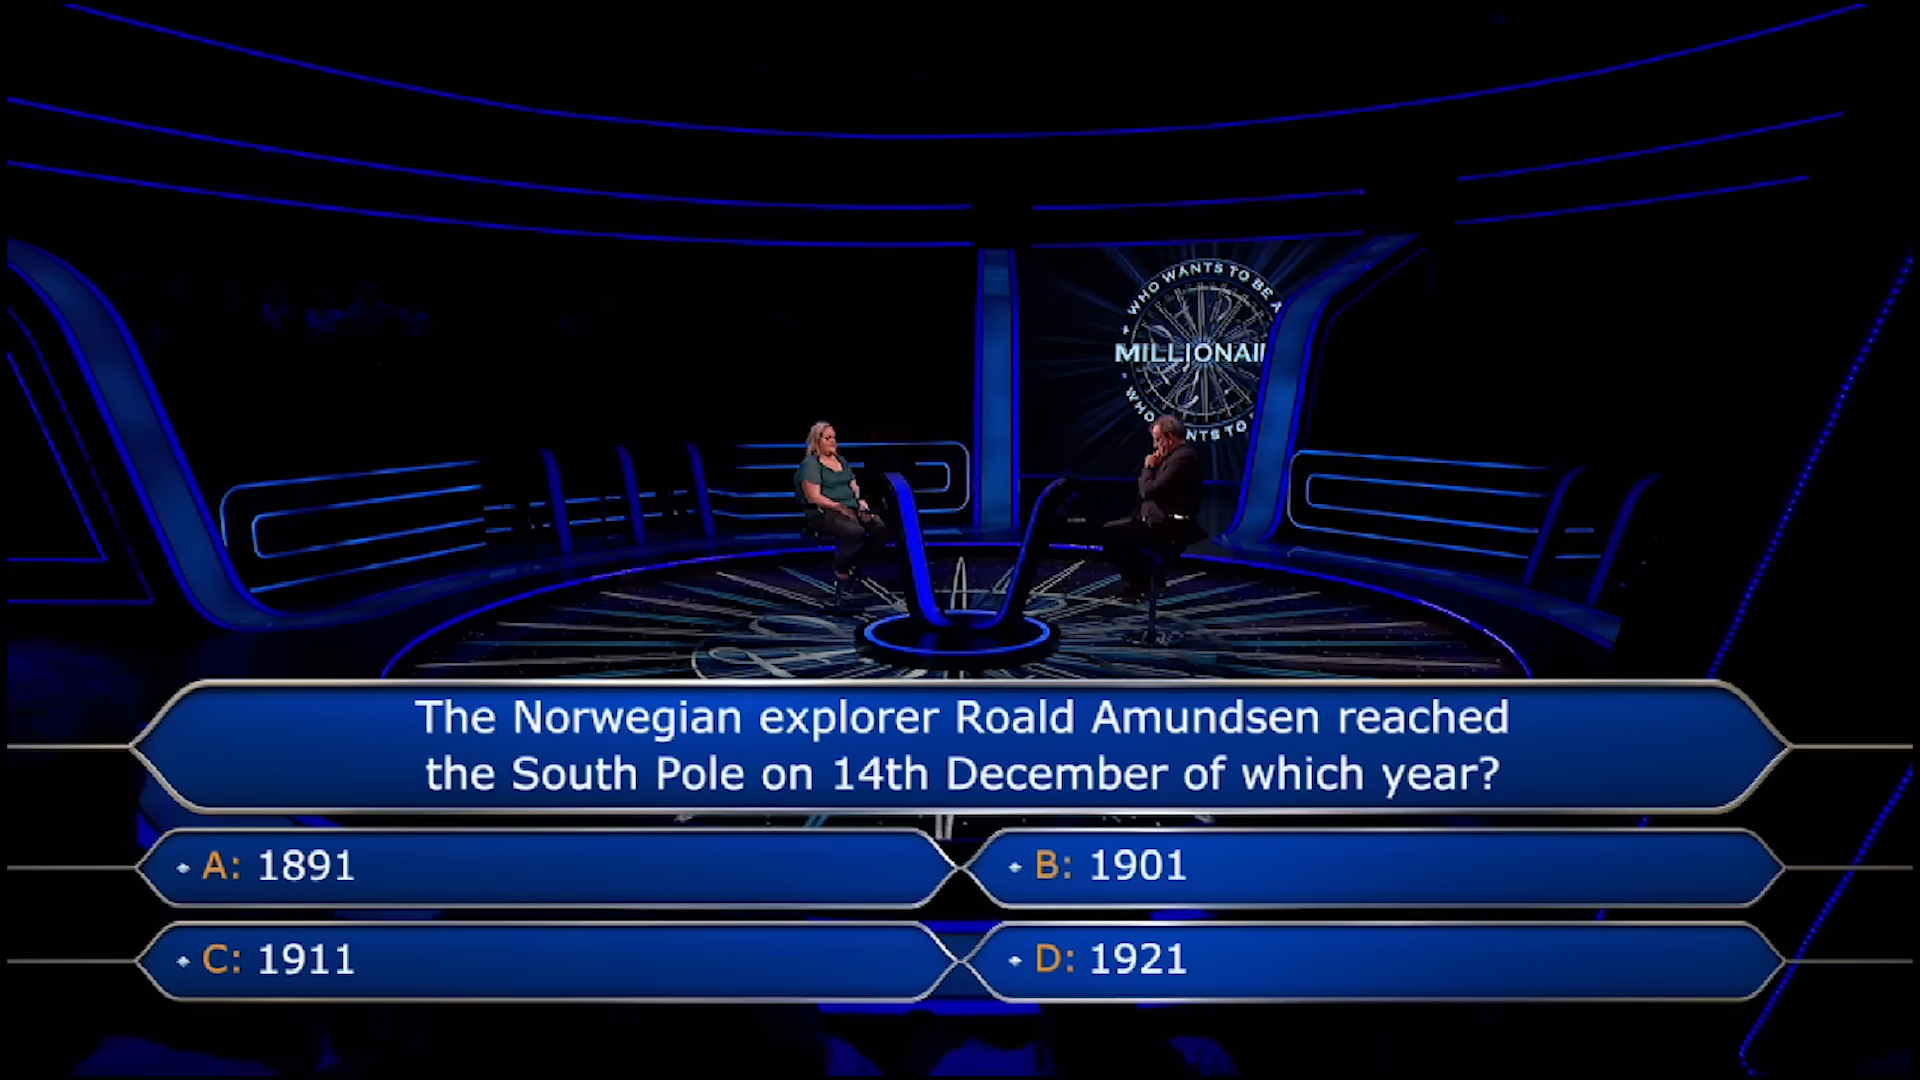 WHO WANTS TO BE A
MILLIONAI
WHO
NTS TO
The Norwegian explorer Roald Amundsen reached
the South Pole on 14th December of which year?
A: 1891
B: 1901
C: 1911
D: 1921